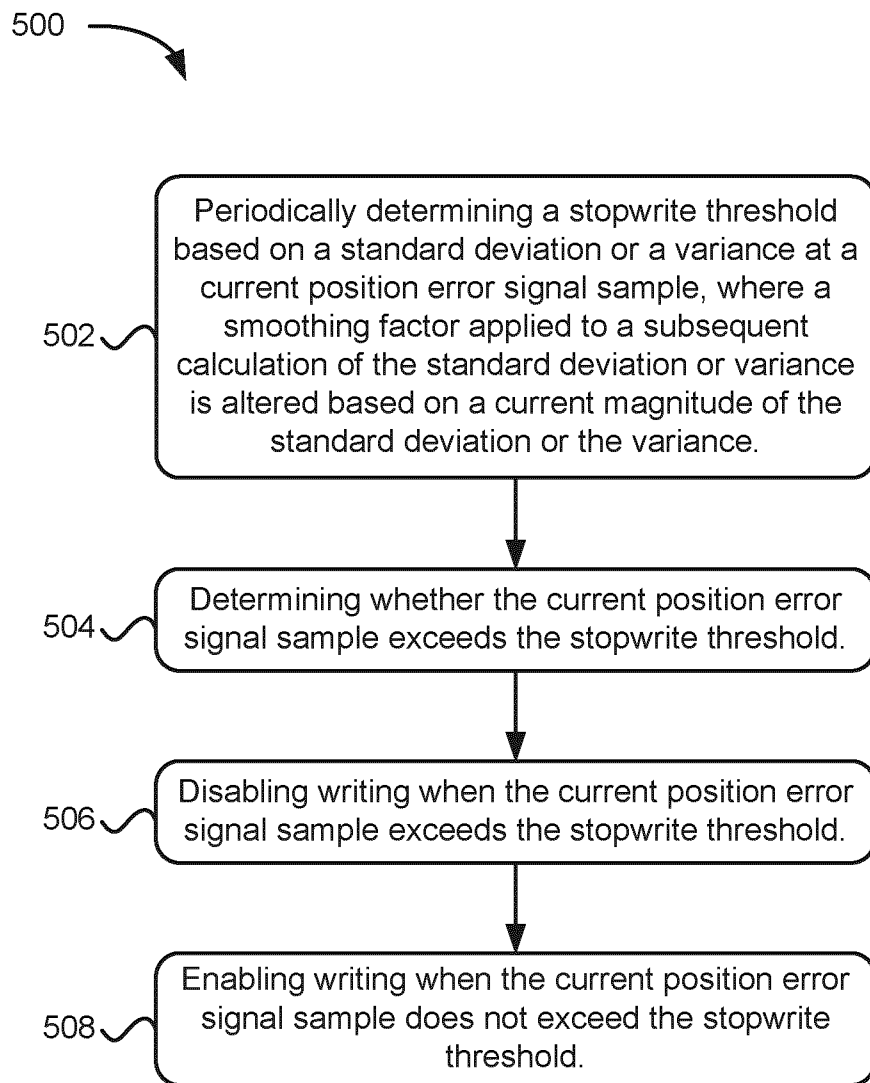 500
Periodically determining a stopwrite threshold
based on a standard deviation or a variance at a
current position error signal sample, where a
smoothing factor applied to a subsequent
calculation of the standard deviation or variance
is altered based on a current magnitude of the
standard deviation or the variance.
502
Determining whether the current position error
signal sample exceeds the stopwrite threshold.
504
Disabling writing when the current position error
signal sample exceeds the stopwrite threshold.
506
Enabling writing when the current position error
signal sample does not exceed the stopwrite
threshold.
508